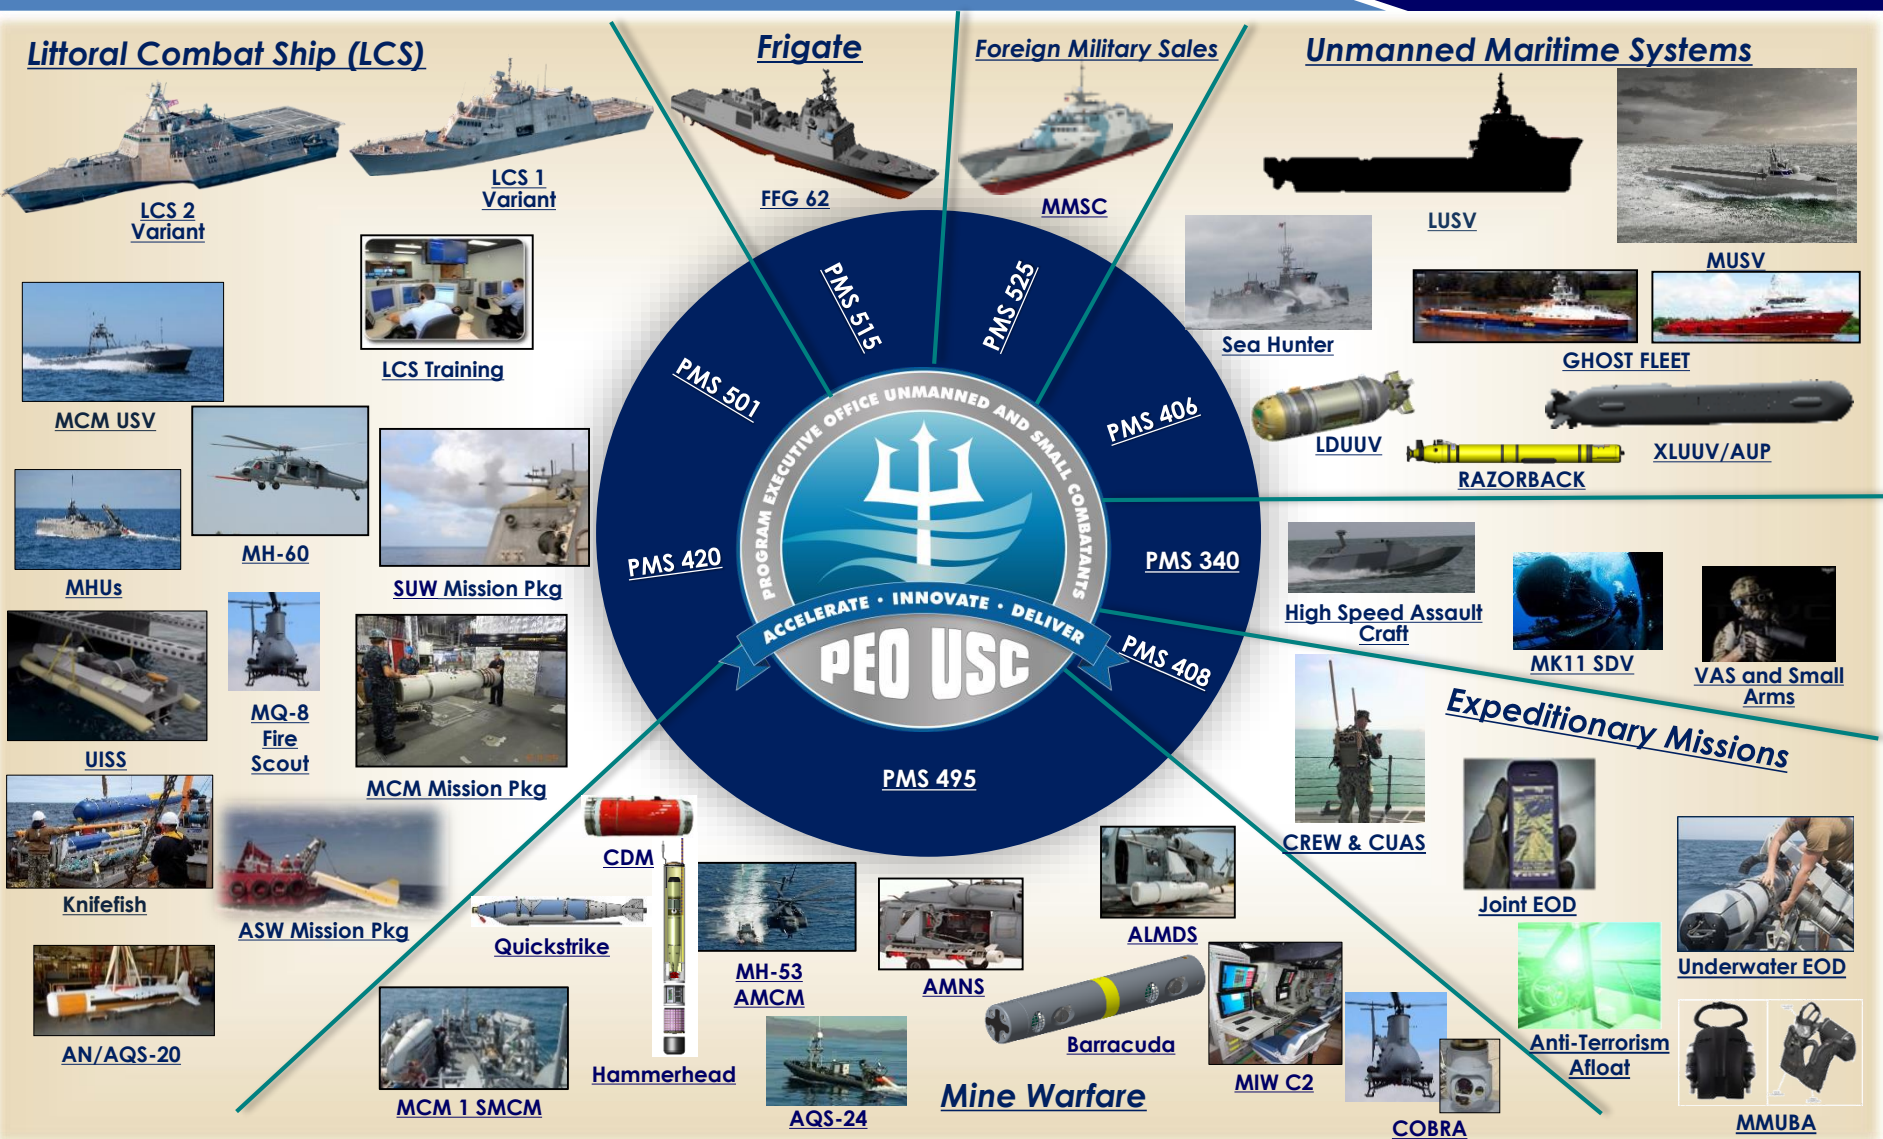 Littoral Combat Ship (LCS)
LCS 2
Variant
LCS 1
Variant
LCS Training
MCM USV
MH-60
SUW Mission Pkg
MHUs
UISS
MQ-8
Fire
Scout
MCM Mission Pkg
Knifefish
ASW Mission Pkg
AN/AQS-20
Frigate
FFG 62
Foreign Military Sales
MMSC
Unmanned Maritime Systems
LUSV
MUSV
Sea Hunter
GHOST FLEET
LDUUV
RAZORBACK
XLUUV/AUP
PMS 515
PMS 525
PMS 501
PMS 406
PMS 420
PMS 340
PMS 408
PMS 495
PROGRAM EXECUTIVE OFFICE UNMANNED AND SMALL COMBATANTS
ACCELERATE • INNOVATE • DELIVER
PEO USC
High Speed Assault
Craft
MK11 SDV
VAS and Small
Arms
Expeditionary Missions
CREW & CUAS
Joint EOD
Underwater EOD
Anti-Terrorism
Afloat
MMUBA
CDM
Quickstrike
Hammerhead
MH-53
AMCM
AMNS
ALMDS
Barracuda
MIW C2
COBRA
MCM 1 SMCM
AQS-24
Mine Warfare